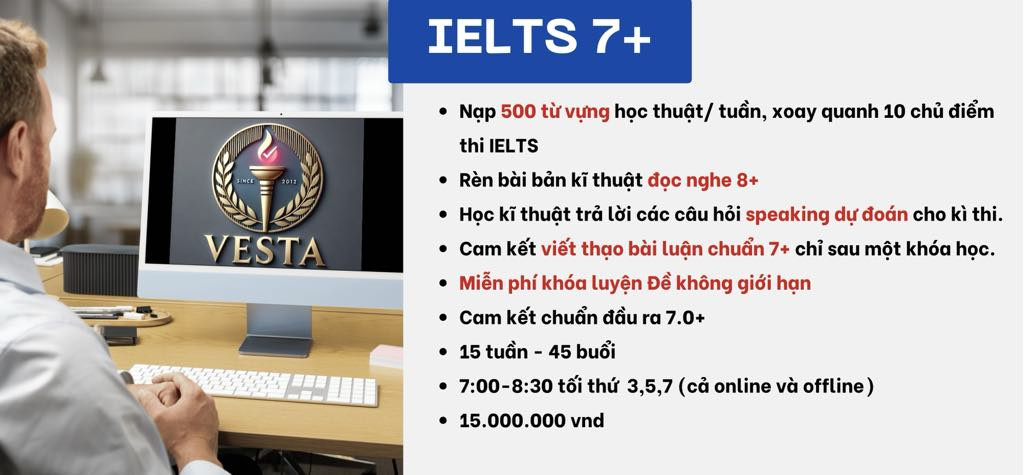 IELTS 7+
SINCE 2012
VESTA
• Nạp 500 từ vựng học thuật/ tuần, xoay quanh 10 chủ điểm
thi IELTS
• Rèn bài bản kĩ thuật đọc nghe 8+
• Học kĩ thuật trả lời các câu hỏi speaking dự đoán cho kì thi.
• Cam kết viết thạo bài luận chuẩn 7+ chỉ sau một khóa học.
• Miễn phí khóa luyện Đề không giới hạn
• Cam kết chuẩn đầu ra 7.0+
• 15 tuần - 45 buổi
• 7:00-8:30 tối thứ 3,5,7 (cả online và offline)
• 15.000.000 vnd